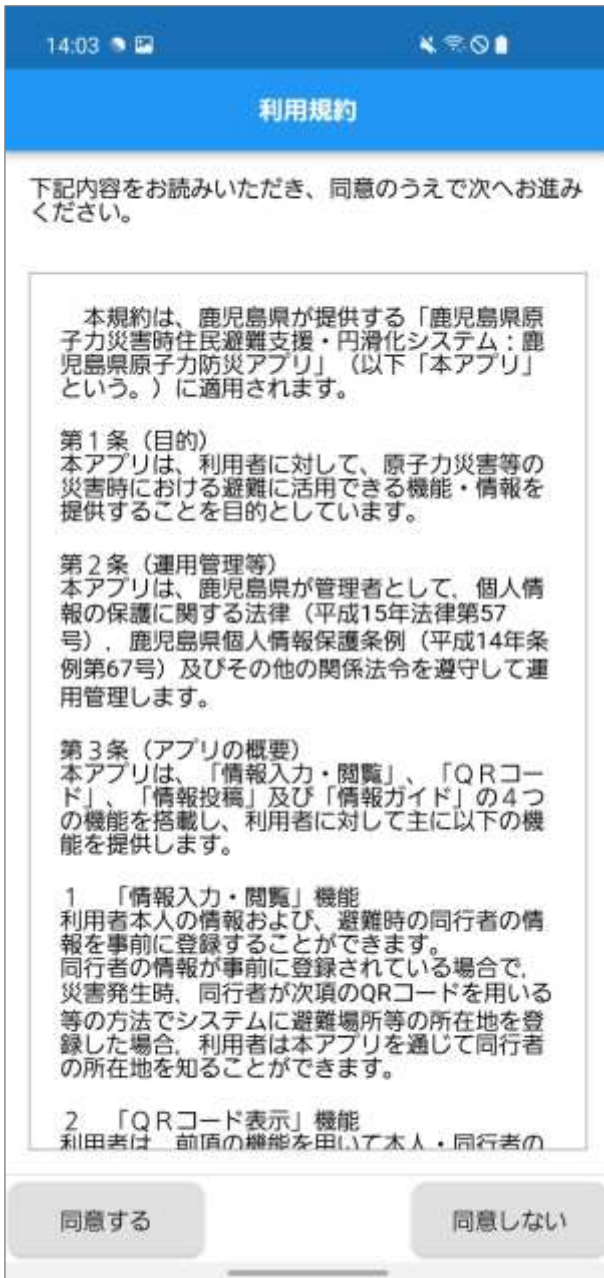 14:03
利用規約
下記内容をお読みいただき、同意のうえで次へお進み
ください。
　本規約は、鹿児島県が提供する「鹿児島県原
子力災害時住民避難支援・円滑化システム：鹿
児島県原子力防災アプリ」（以下「本アプリ」
という。）に適用されます。
第１条（目的）
本アプリは、利用者に対して、原子力災害等の
災害時における避難に活用できる機能・情報を
提供することを目的としています。
第２条（運用管理等）
本アプリは、鹿児島県が管理者として，個人情
報の保護に関する法律（平成15年法律第57
号），鹿児島県個人情報保護条例（平成14年条
例第67号）及びその他の関係法令を遵守して運
用管理します。
第３条（アプリの概要）
本アプリは、「情報入力・閲覧」、「ＱＲコー
ド」、「情報投稿」及び「情報ガイド」の４つ
の機能を搭載し、利用者に対して主に以下の機
能を提供します。
１　「情報入力・閲覧」機能
利用者本人の情報および、避難時の同行者の情
報を事前に登録することができます。
同行者の情報が事前に登録されている場合で，
災害発生時，同行者が次項のQRコードを用いる
等の方法でシステムに避難場所等の所在地を登
録した場合，利用者は本アプリを通じて同行者
の所在地を知ることができます。
２　「ＱＲコード表示」機能
利用者は，前項の機能を用いて本人・同行者の
同意する
同意しない